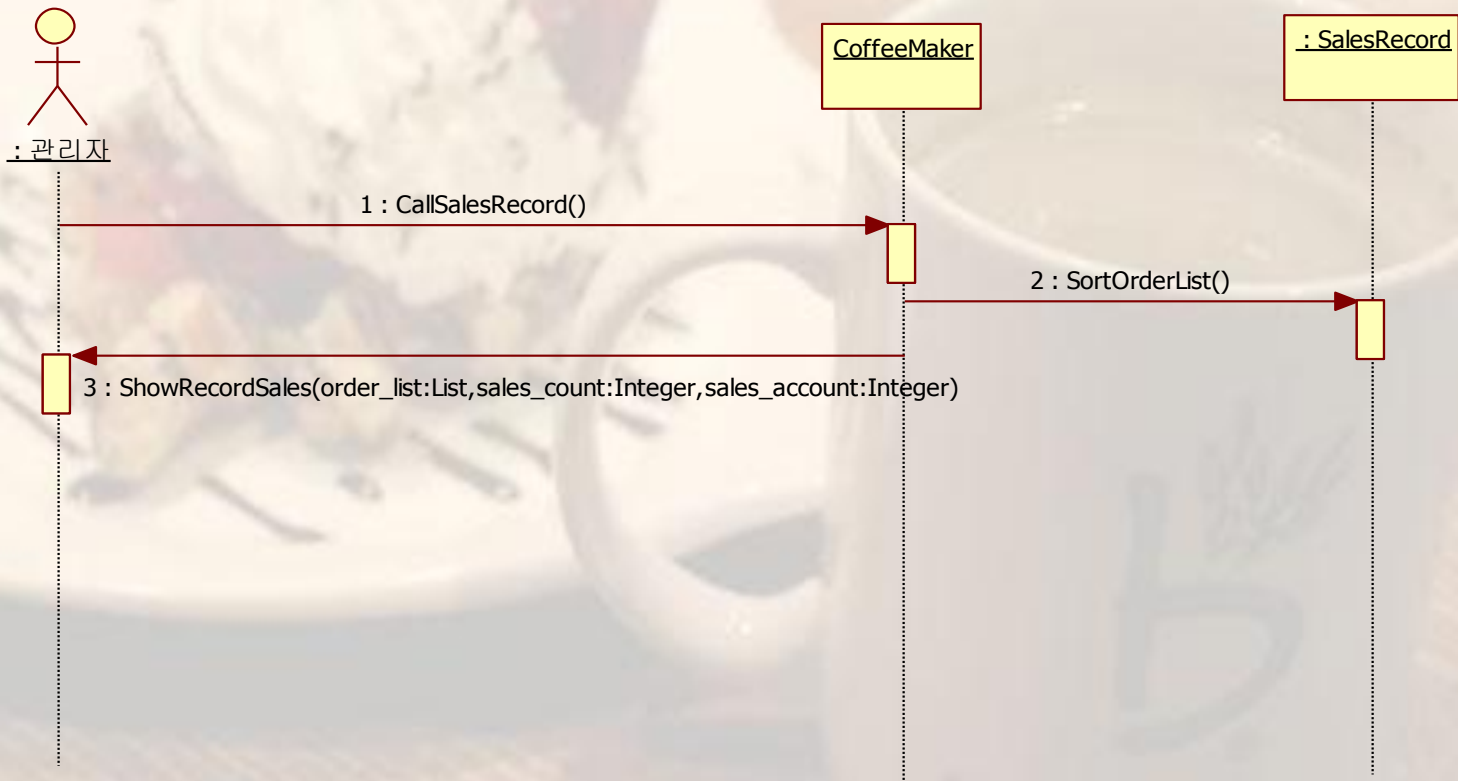 : 관리자
CoffeeMaker
: SalesRecord
1 : CallSalesRecord()
2 : SortOrderList()
3 : ShowRecordSales(order_list:List,sales_count:Integer,sales_account:Integer)